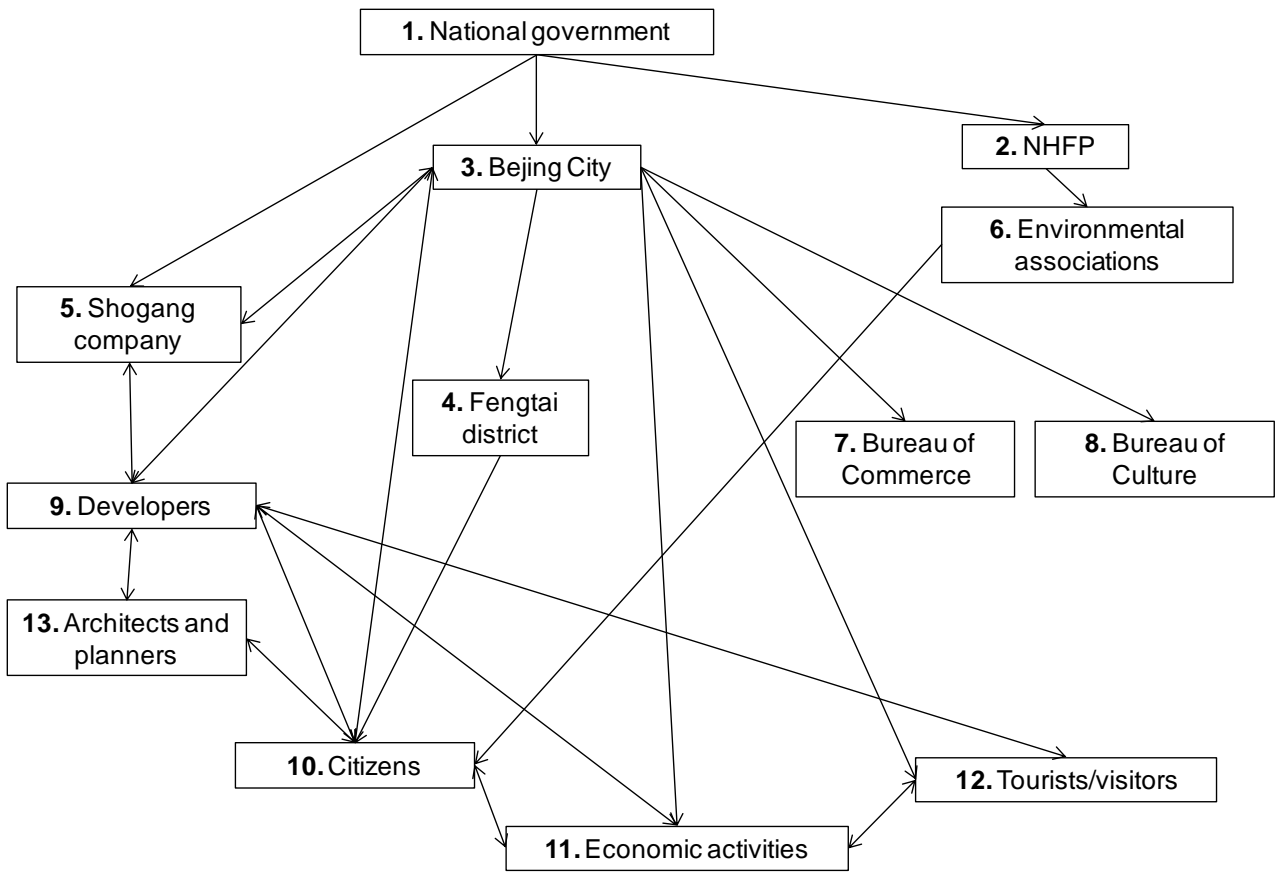 1. National government
2. NHFP
3. Bejing City
6. Environmental
associations
5. Shogang
company
4. Fengtai
district
7. Bureau of
Commerce
8. Bureau of
Culture
9. Developers
13. Architects and
planners
10. Citizens
12. Tourists/visitors
11. Economic activities